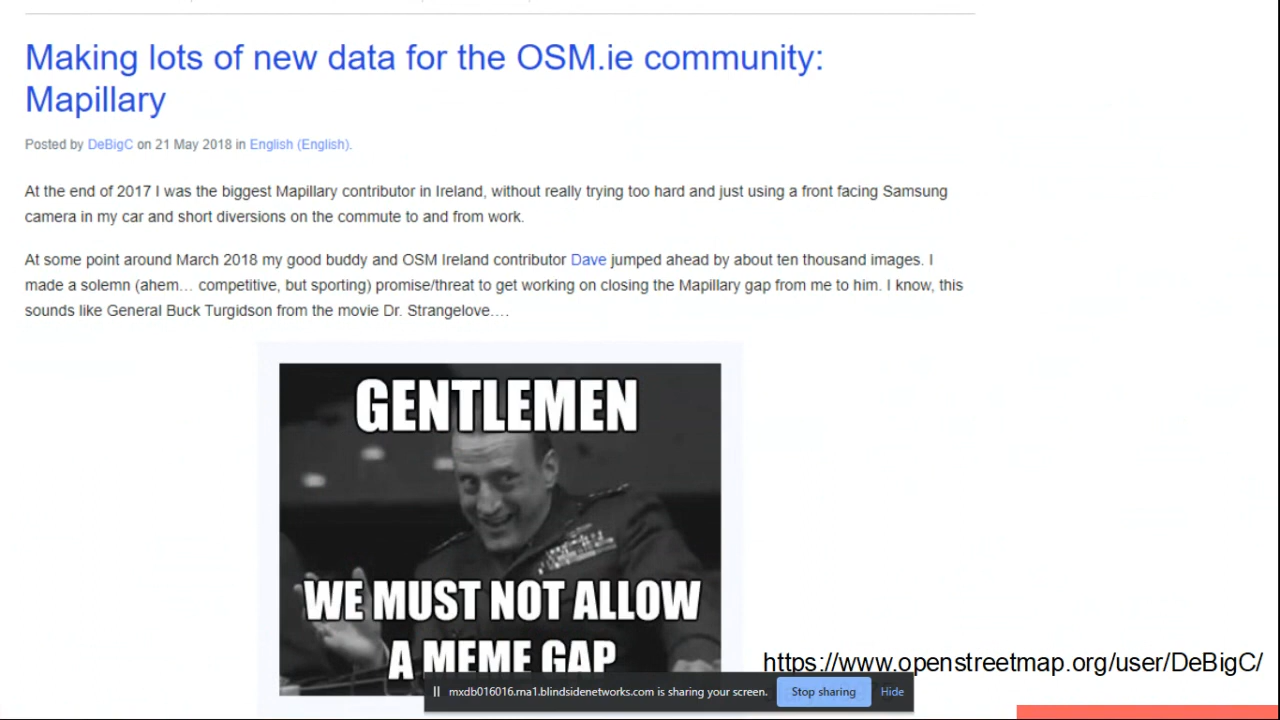 Making lots of new data for the OSM.ie community:
Mapillary
Posted by DeBigC on 21 May 2018 in English (English).
At the end of 2017 I was the biggest Mapillary contributor in Ireland, without really trying too hard and just using a front facing Samsung
camera in my car and short diversions on the commute to and from work.
At some point around March 2018 my good buddy and OSM Ireland contributor Dave jumped ahead by about ten thousand images. I
made a solemn (ahem… competitive, but sporting) promise/threat to get working on closing the Mapillary gap from me to him. I know, this
sounds like General Buck Turgidson from the movie Dr. Strangelove….
GENTLEMEN
WE MUST NOT ALLOW
A MEME GAP
https://www.openstreetmap.org/user/DeBigC/
mxdb016016.ma1.blindsidenetworks.com is sharing your screen.
Stop sharing
Hide